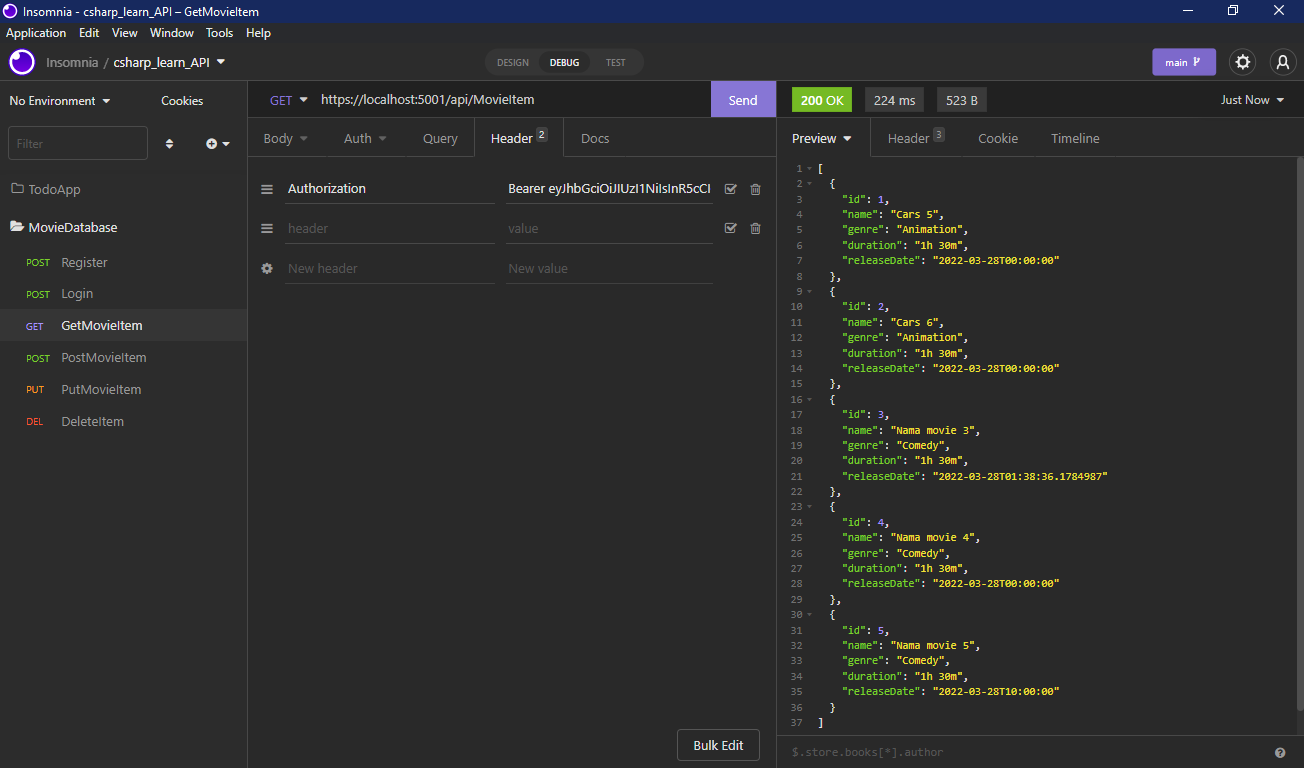 Insomnia - csharp_learn_API – GetMovieItem
Application Edit View Window Tools Help
Insomnia / csharp_learn_API
DESIGN DEBUG TEST
main
No Environment Cookies
GET https://localhost:5001/api/MovieItem Send
200 OK 224 ms 523 B Just Now
Filter
Body Auth Query Header 2 Docs
Preview Header 3 Cookie Timeline
TodoApp
MovieDatabase
POST Register
POST Login
GET GetMovieItem
POST PostMovieItem
PUT PutMovieItem
DEL DeleteItem
Authorization Bearer eyJhbGciOiJIUzI1NiIsInR5cCI
header value
New header New value
Bulk Edit
1 [
2 {
3 "id": 1,
4 "name": "Cars 5",
5 "genre": "Animation",
6 "duration": "1h 30m",
7 "releaseDate": "2022-03-28T00:00:00"
8 },
9 {
10 "id": 2,
11 "name": "Cars 6",
12 "genre": "Animation",
13 "duration": "1h 30m",
14 "releaseDate": "2022-03-28T00:00:00"
15 },
16 {
17 "id": 3,
18 "name": "Nama movie 3",
19 "genre": "Comedy",
20 "duration": "1h 30m",
21 "releaseDate": "2022-03-28T01:38:36.1784987"
22 },
23 {
24 "id": 4,
25 "name": "Nama movie 4",
26 "genre": "Comedy",
27 "duration": "1h 30m",
28 "releaseDate": "2022-03-28T00:00:00"
29 },
30 {
31 "id": 5,
32 "name": "Nama movie 5",
33 "genre": "Comedy",
34 "duration": "1h 30m",
35 "releaseDate": "2022-03-28T10:00:00"
36 }
37 ]
$.store.books[*].author